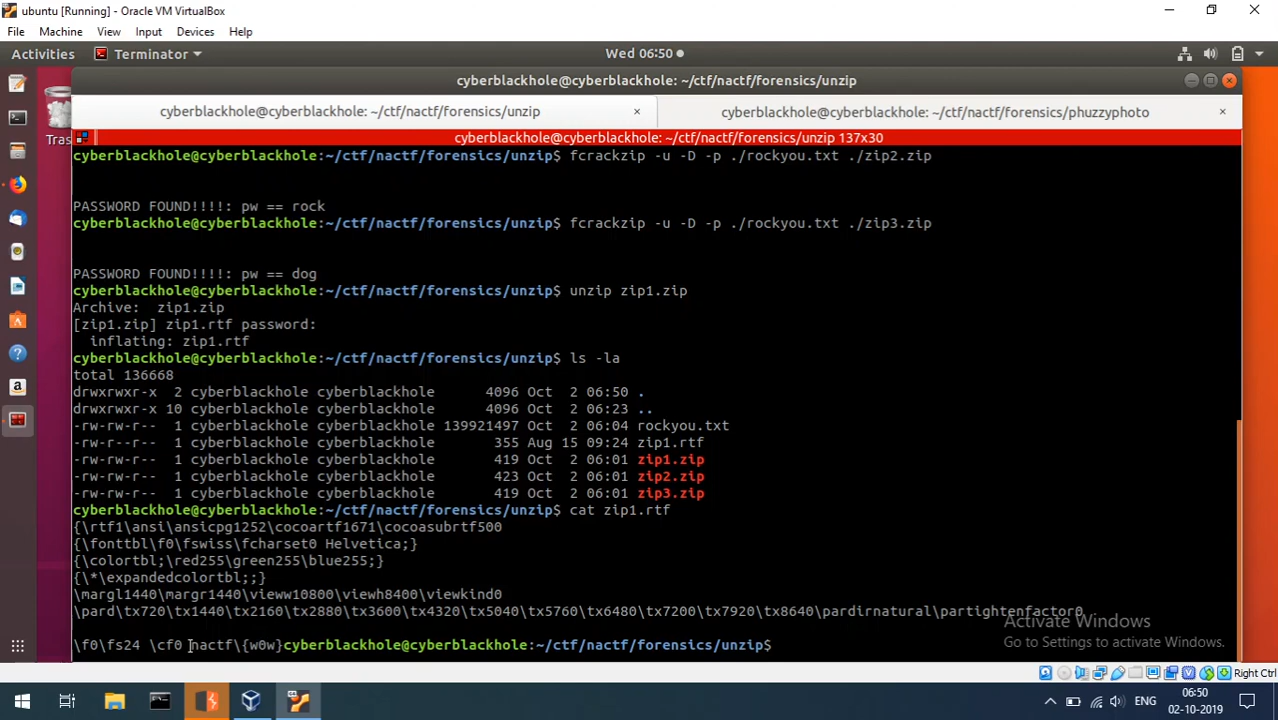 ubuntu [Running] - Oracle VM VirtualBox
File Machine View Input Devices Help
Activities Terminator Wed 06:50
cyberblackhole@cyberblackhole: ~/ctf/nactf/forensics/unzip
cyberblackhole@cyberblackhole: ~/ctf/nactf/forensics/unzip × cyberblackhole@cyberblackhole: ~/ctf/nactf/forensics/phuzzyphoto ×
Tras
cyberblackhole@cyberblackhole: ~/ctf/nactf/forensics/unzip 137x30
cyberblackhole@cyberblackhole:~/ctf/nactf/forensics/unzip$ fcrackzip -u -D -p ./rockyou.txt ./zip2.zip
PASSWORD FOUND!!!!: pw == rock
cyberblackhole@cyberblackhole:~/ctf/nactf/forensics/unzip$ fcrackzip -u -D -p ./rockyou.txt ./zip3.zip
PASSWORD FOUND!!!!: pw == dog
cyberblackhole@cyberblackhole:~/ctf/nactf/forensics/unzip$ unzip zip1.zip
Archive:  zip1.zip
[zip1.zip] zip1.rtf password:
  inflating: zip1.rtf
cyberblackhole@cyberblackhole:~/ctf/nactf/forensics/unzip$ ls -la
total 136668
drwxrwxr-x  2 cyberblackhole cyberblackhole      4096 Oct  2 06:50 .
drwxrwxr-x 10 cyberblackhole cyberblackhole      4096 Oct  2 06:23 ..
-rw-rw-r--  1 cyberblackhole cyberblackhole 139921497 Oct  2 06:04 rockyou.txt
-rw-r--r--  1 cyberblackhole cyberblackhole       355 Aug 15 09:24 zip1.rtf
-rw-rw-r--  1 cyberblackhole cyberblackhole       419 Oct  2 06:01 zip1.zip
-rw-rw-r--  1 cyberblackhole cyberblackhole       423 Oct  2 06:01 zip2.zip
-rw-rw-r--  1 cyberblackhole cyberblackhole       419 Oct  2 06:01 zip3.zip
cyberblackhole@cyberblackhole:~/ctf/nactf/forensics/unzip$ cat zip1.rtf
{\rtf1\ansi\ansicpg1252\cocoartf1671\cocoasubrtf500
{\fonttbl\f0\fswiss\fcharset0 Helvetica;}
{\colortbl;\red255\green255\blue255;}
{\*\expandedcolortbl;;}
\margl1440\margr1440\vieww10800\viewh8400\viewkind0
\pard\tx720\tx1440\tx2160\tx2880\tx3600\tx4320\tx5040\tx5760\tx6480\tx7200\tx7920\tx8640\pardirnatural\partightenfactor0
Activate Windows
Go to Settings to activate Windows.
\f0\fs24 \cf0 nactf\{w0w}cyberblackhole@cyberblackhole:~/ctf/nactf/forensics/unzip$
Right Ctrl
ENG 06:50
02-10-2019